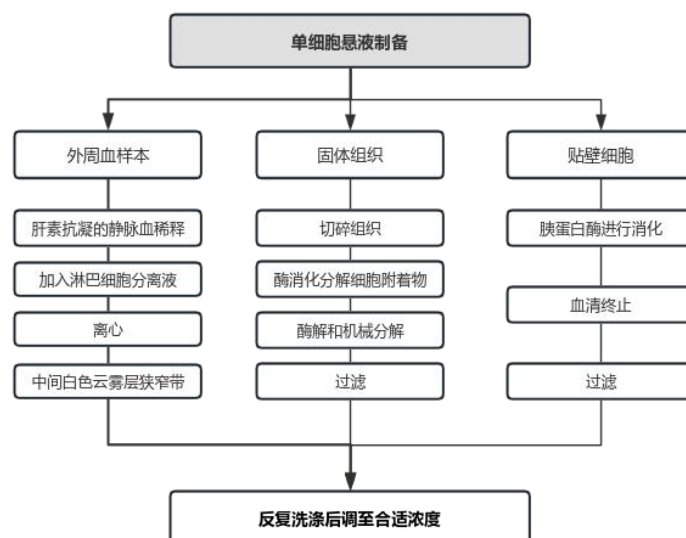 单细胞悬液制备
外周血样本
固体组织
贴壁细胞
肝素抗凝的静脉血稀释
切碎组织
胰蛋白酶进行消化
加入淋巴细胞分离液
酶消化分解细胞附着物
血清终止
离心
酶解和机械分解
中间白色云雾层狭窄带
过滤
过滤
反复洗涤后调至合适浓度